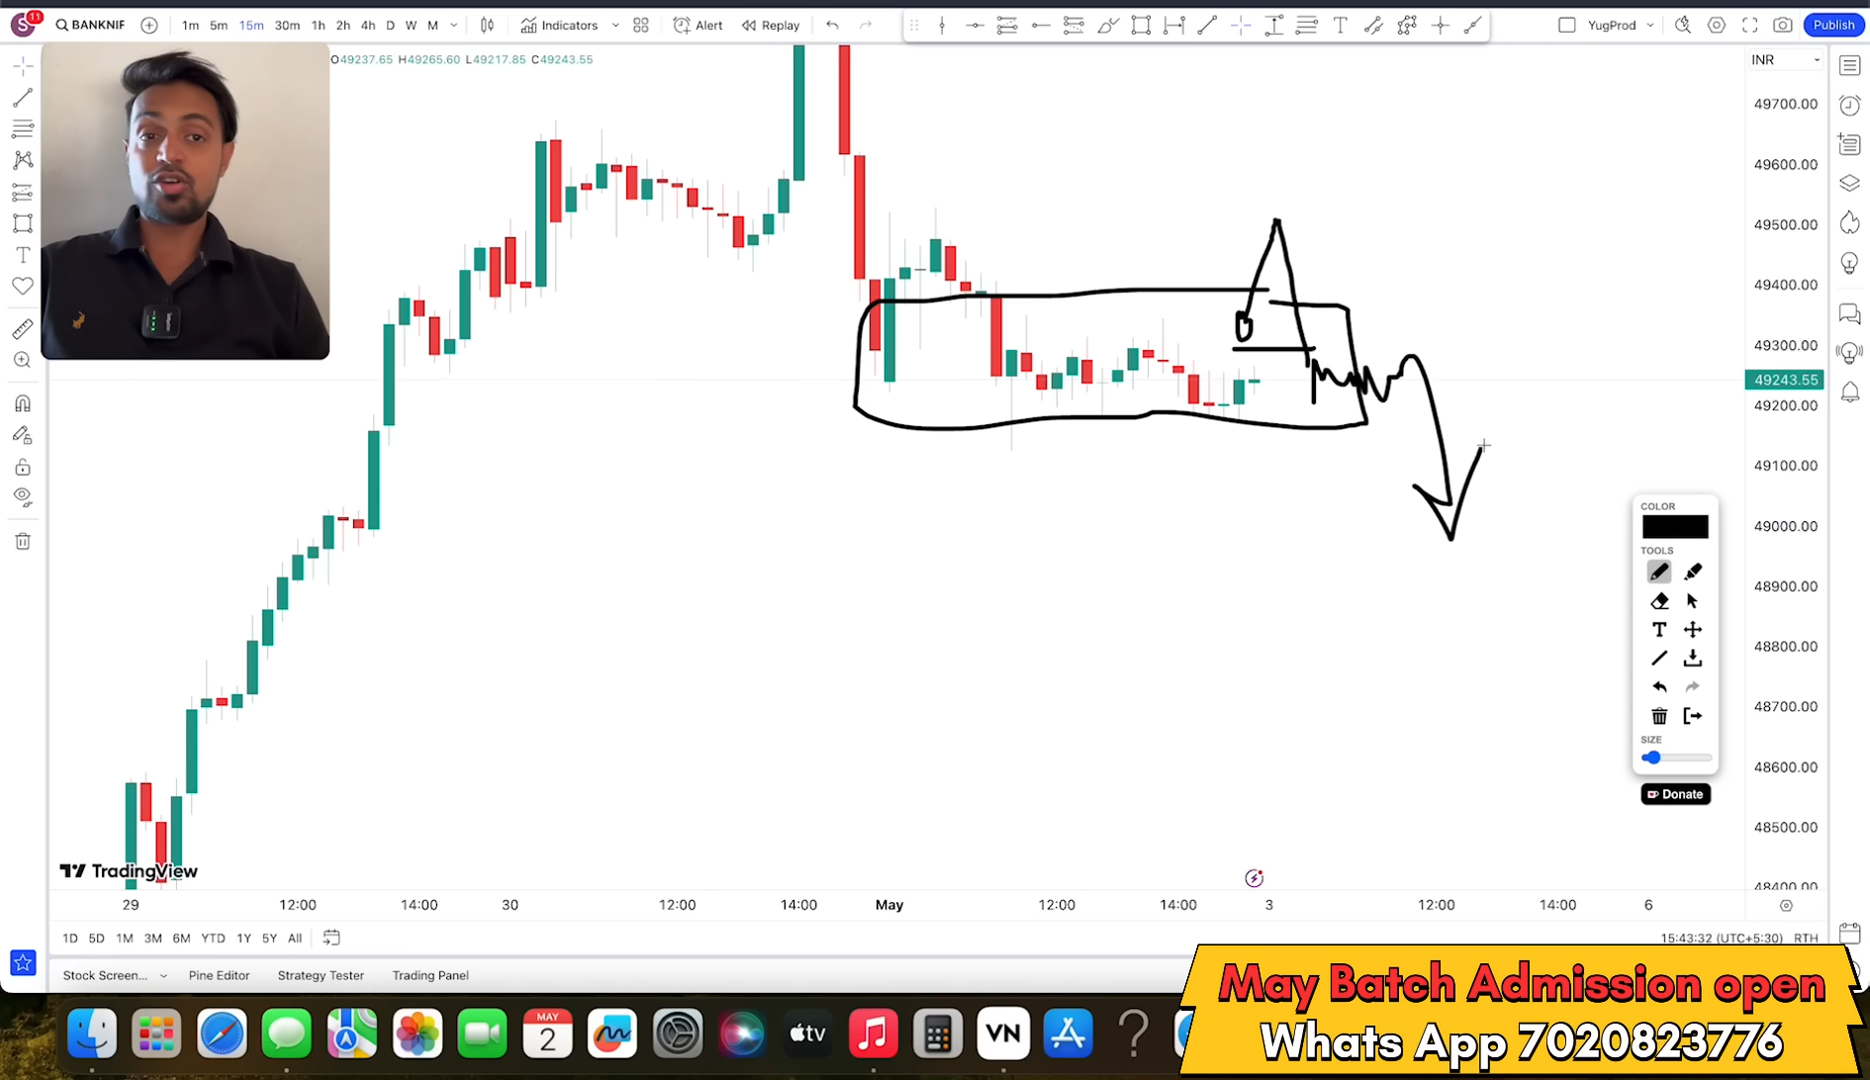 S 11 BANKNIF 1m 5m 15m 30m 1h 2h 4h D W M Indicators Alert Replay YugProd Publish
O49237.65 H49265.60 L49217.85 C49243.55
INR
49700.00
49600.00
49500.00
49400.00
49300.00
49243.55
49200.00
49100.00
49000.00
48900.00
48800.00
48700.00
48600.00
48500.00
48400.00
COLOR
TOOLS
SIZE
Donate
TradingView
29 12:00 14:00 30 12:00 14:00 May 12:00 14:00 3 12:00 14:00 6
1D 5D 1M 3M 6M YTD 1Y 5Y All 15:43:32 (UTC+5:30) RTH
Stock Screen... Pine Editor Strategy Tester Trading Panel
May Batch Admission open
Whats App 7020823776
MAY
2
tv
VN